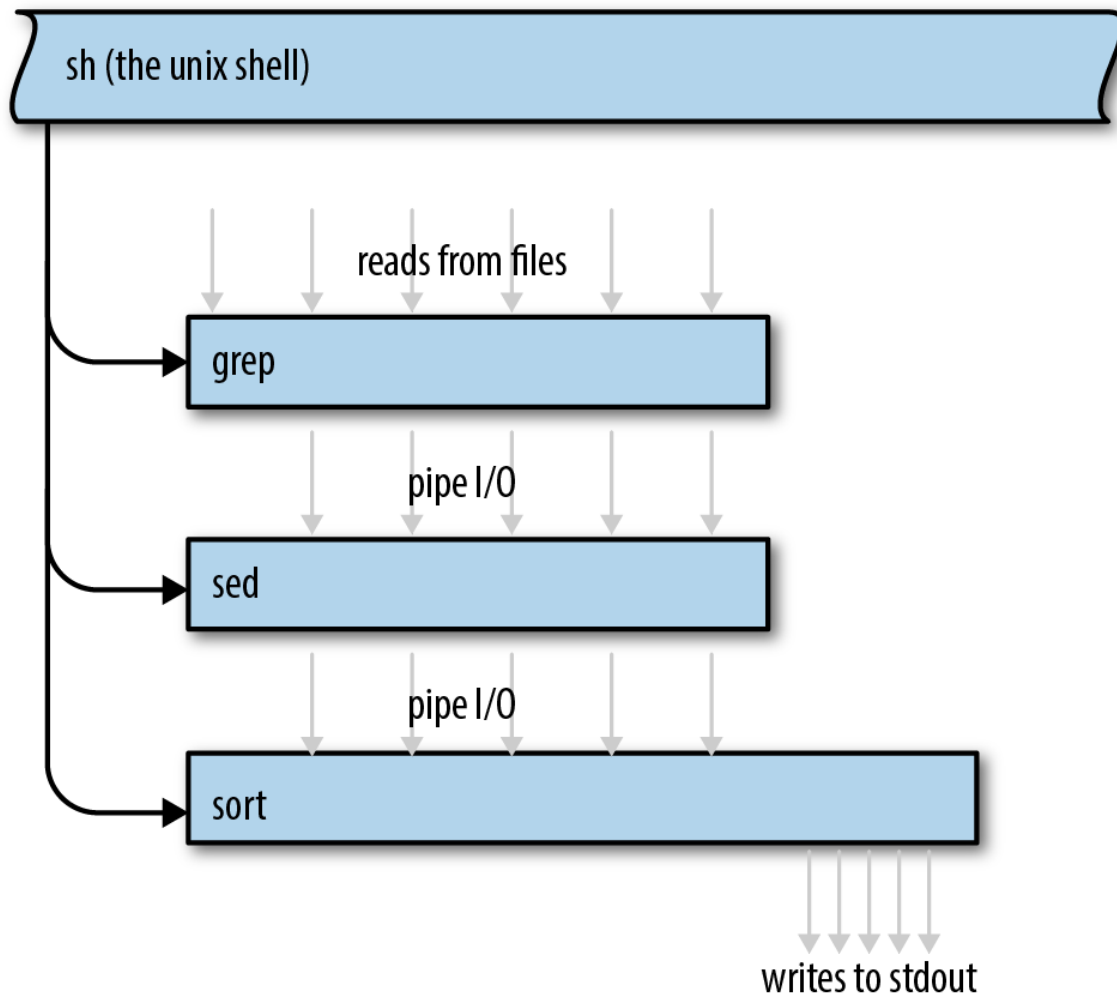 sh (the unix shell)
reads from files
grep
pipe I/O
sed
pipe I/O
sort
writes to stdout